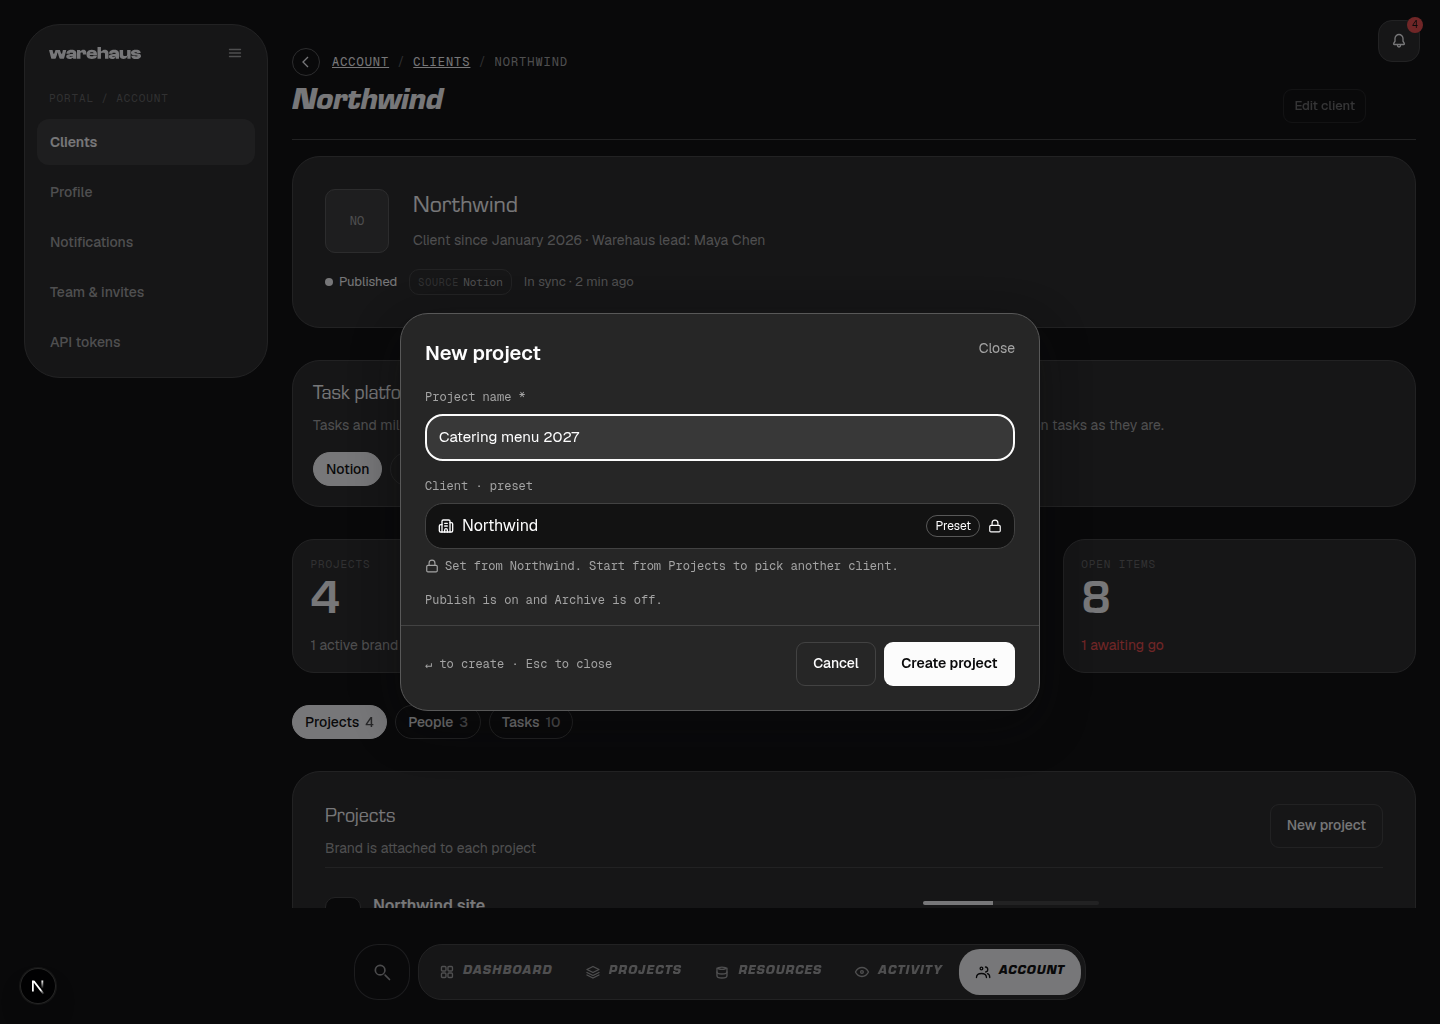 warehaus
PORTAL / ACCOUNT
Clients
Profile
Notifications
Team & invites
API tokens
4
ACCOUNT / CLIENTS / NORTHWIND
Northwind
Edit client
NO
Northwind
Client since January 2026 · Warehaus lead: Maya Chen
Published
SOURCE Notion
In sync · 2 min ago
Task platfo
Tasks and mil
n tasks as they are.
Notion
New project
Close
Project name *
Catering menu 2027
Client · preset
Northwind
Preset
Set from Northwind. Start from Projects to pick another client.
Publish is on and Archive is off.
↵ to create · Esc to close
Cancel
Create project
PROJECTS
4
1 active brand
OPEN ITEMS
8
1 awaiting go
Projects 4
People 3
Tasks 10
Projects
Brand is attached to each project
New project
Northwind site
DASHBOARD
PROJECTS
RESOURCES
ACTIVITY
ACCOUNT
N